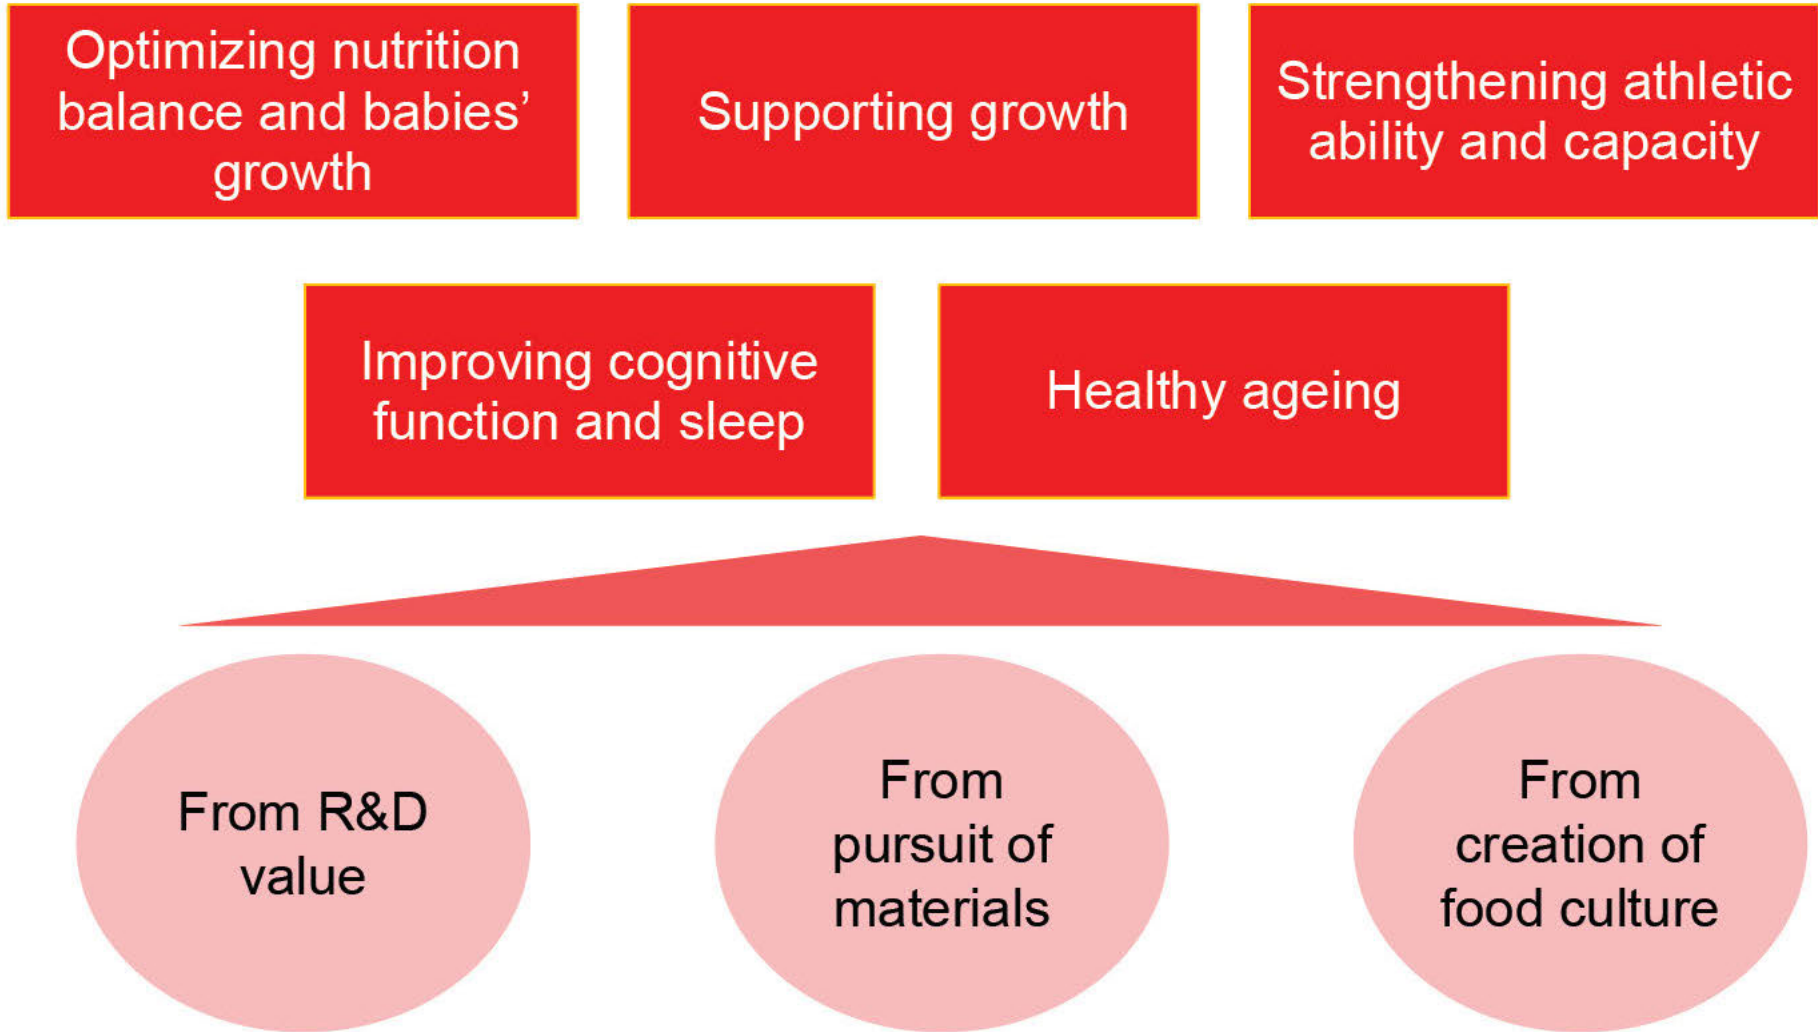 Optimizing nutrition
balance and babies’
growth
Supporting growth
Strengthening athletic
ability and capacity
Improving cognitive
function and sleep
Healthy ageing
From R&D
value
From
pursuit of
materials
From
creation of
food culture